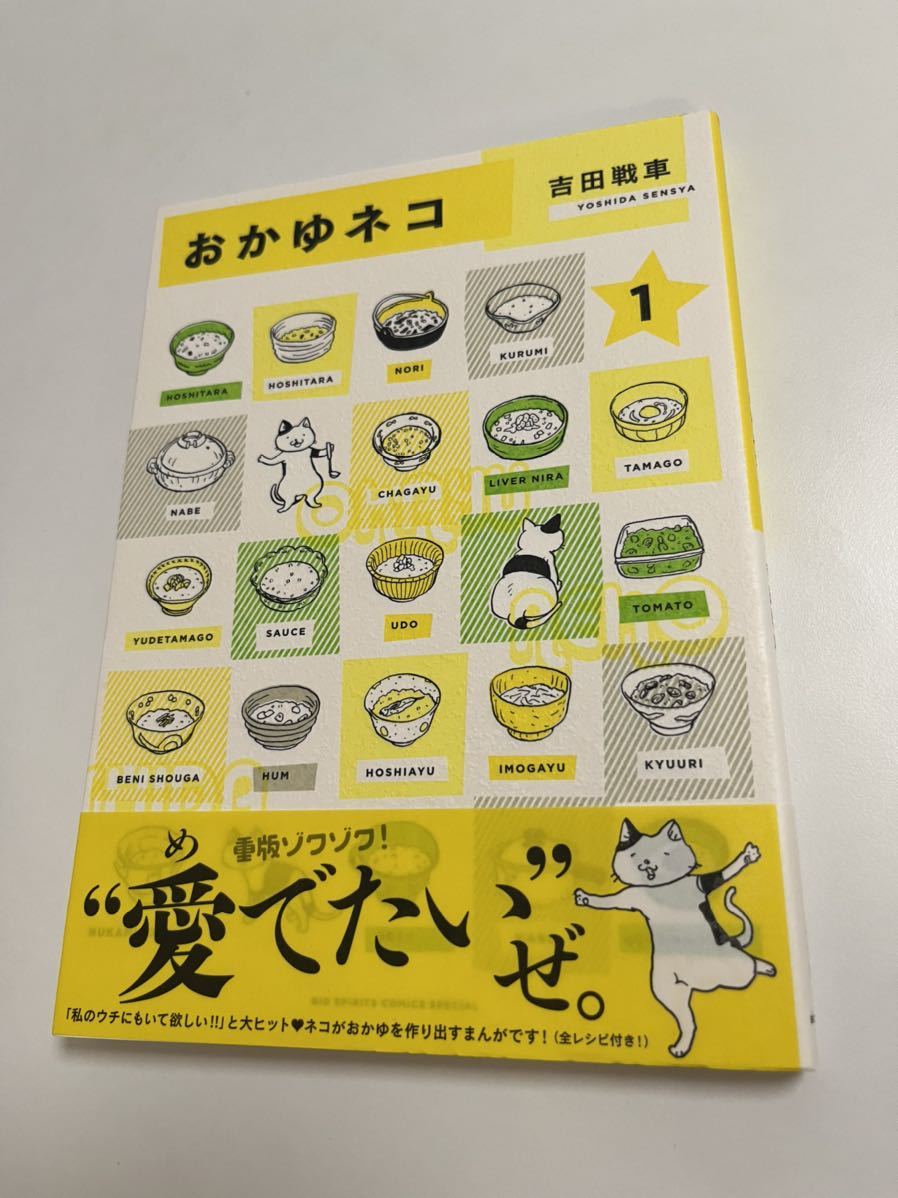 おかゆネコ
吉田戦車
YOSHIDA SENSYA
1
HOSHITARA
HOSHITARA
NORI
KURUMI
NABE
CHAGAYU
LIVER NIRA
TAMAGO
YUDETAMAGO
SAUCE
UDO
TOMATO
BENI SHOUGA
HUM
HOSHIAYU
IMOGAYU
KYUURI
重版ゾクゾク!
め
“愛でたい”
ぜ。
BIG SPIRITS COMICS SPECIAL
「私のウチにもいて欲しい!!」と大ヒット♥ネコがおかゆを作り出すまんがです!(全レシピ付き!)